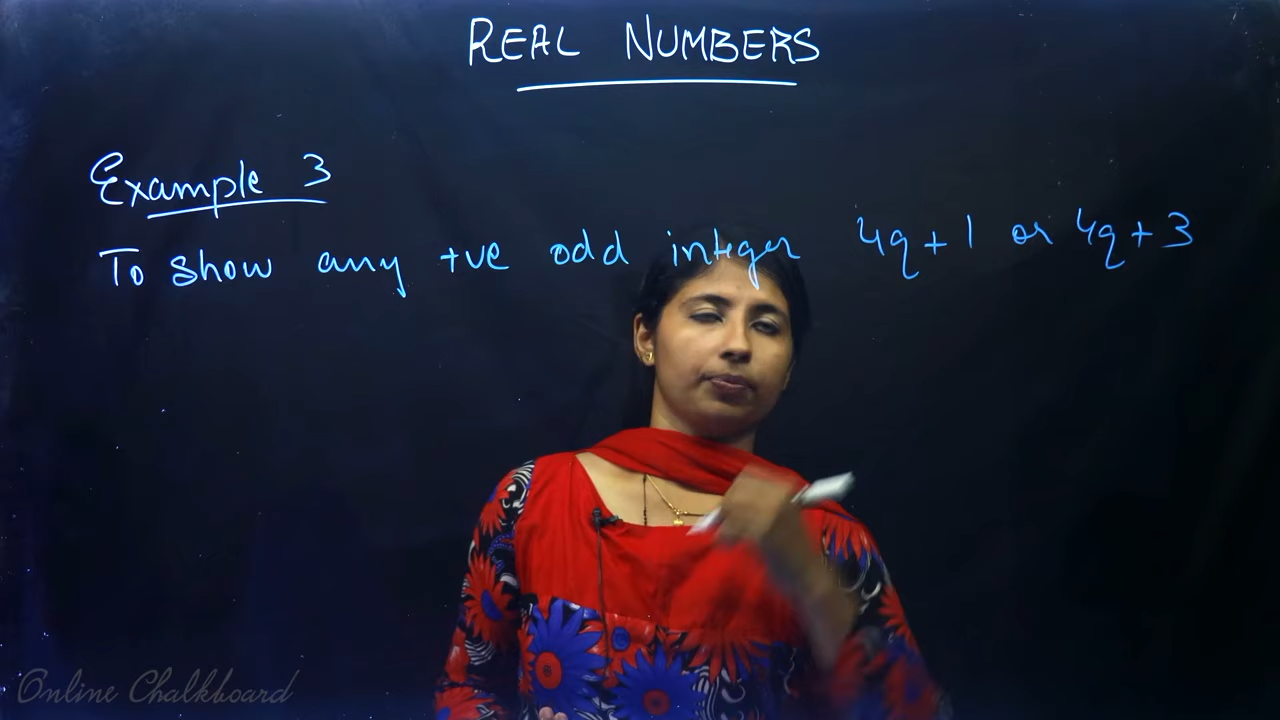 REAL NUMBERS
Example 3
To show any +ve odd integer 4q+1 or 4q+3
Online Chalkboard